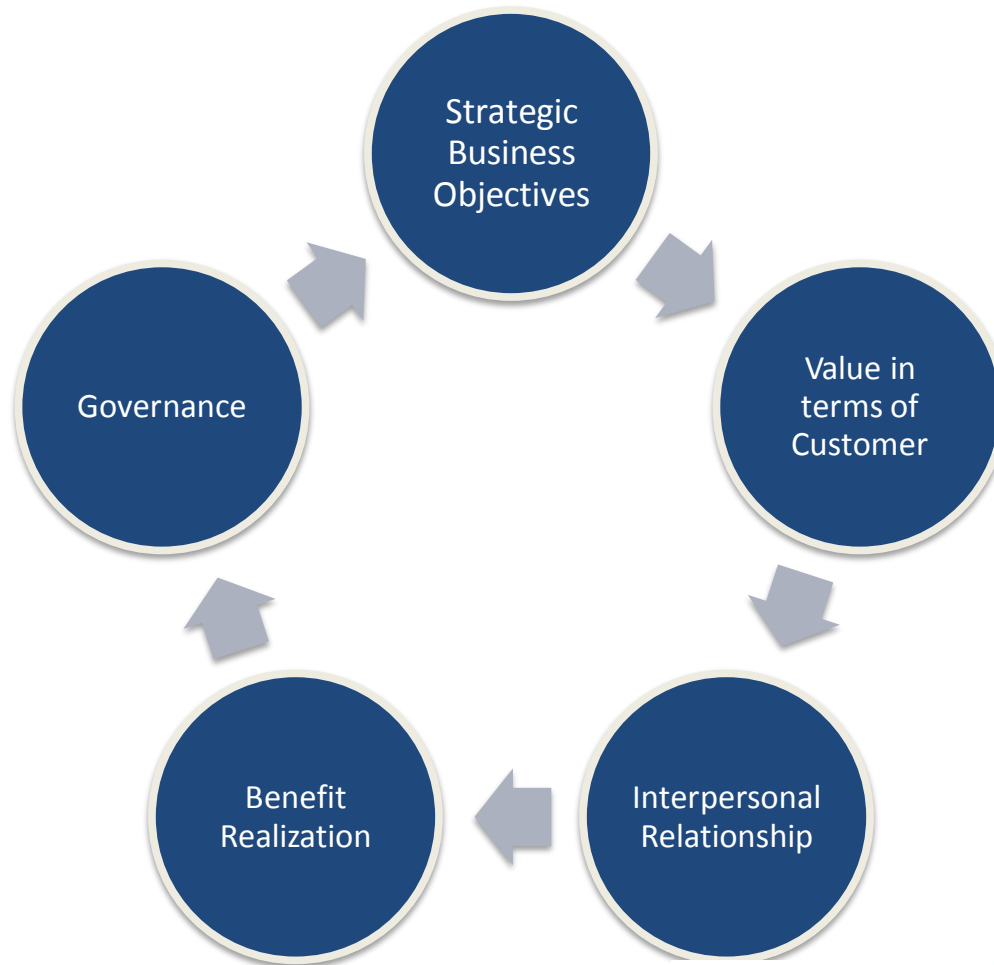 Strategic
Business
Objectives
Value in
terms of
Customer
Interpersonal
Relationship
Benefit
Realization
Governance